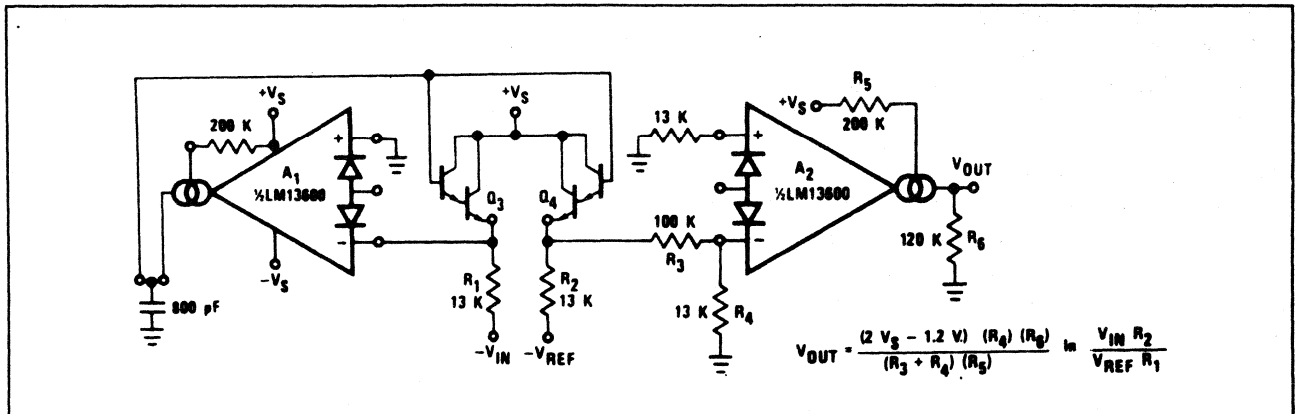 +VS
200 K
A1
½LM13600
+
-
-VS
800 pF
+VS
Q3
Q4
R1
13 K
R2
13 K
-VIN
-VREF
13 K
100 K
R3
13 K
R4
+VS
R5
200 K
+
A2
½LM13600
-
VOUT
120 K
R6
VOUT = (2 VS - 1.2 V) (R4) (R6) / (R3 + R4) (R5) ln VIN R2 / VREF R1